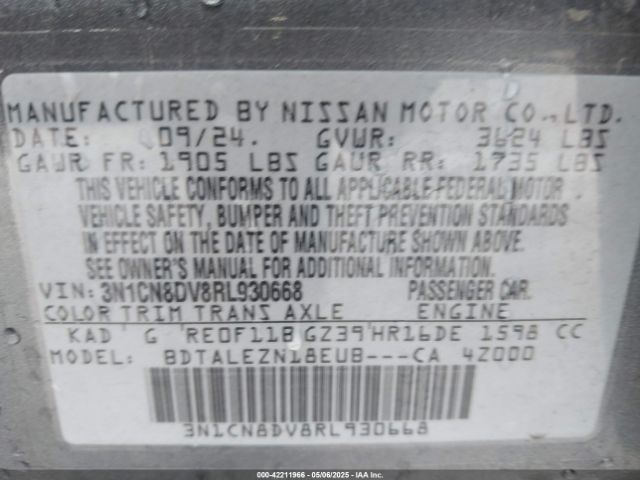 MANUFACTURED BY NISSAN MOTOR CO., LTD.
DATE: 09/24. GVWR: 3624 LBS
GAWR FR: 1905 LBS GAWR RR: 1735 LBS
THIS VEHICLE CONFORMS TO ALL APPLICABLE FEDERAL MOTOR
VEHICLE SAFETY, BUMPER AND THEFT PREVENTION STANDARDS
IN EFFECT ON THE DATE OF MANUFACTURE SHOWN ABOVE.
SEE OWNER'S MANUAL FOR ADDITIONAL INFORMATION.
VIN: 3N1CN8DV8RL930668 PASSENGER CAR.
COLOR TRIM TRANS AXLE ENGINE
KAD G RE0F11B GZ39 HR16DE 1598 CC
MODEL: BDTALEZN18EUB---CA 4Z000
3N1CN8DV8RL930668
000-42211966 | 05/06/2025 | IAAI.COM